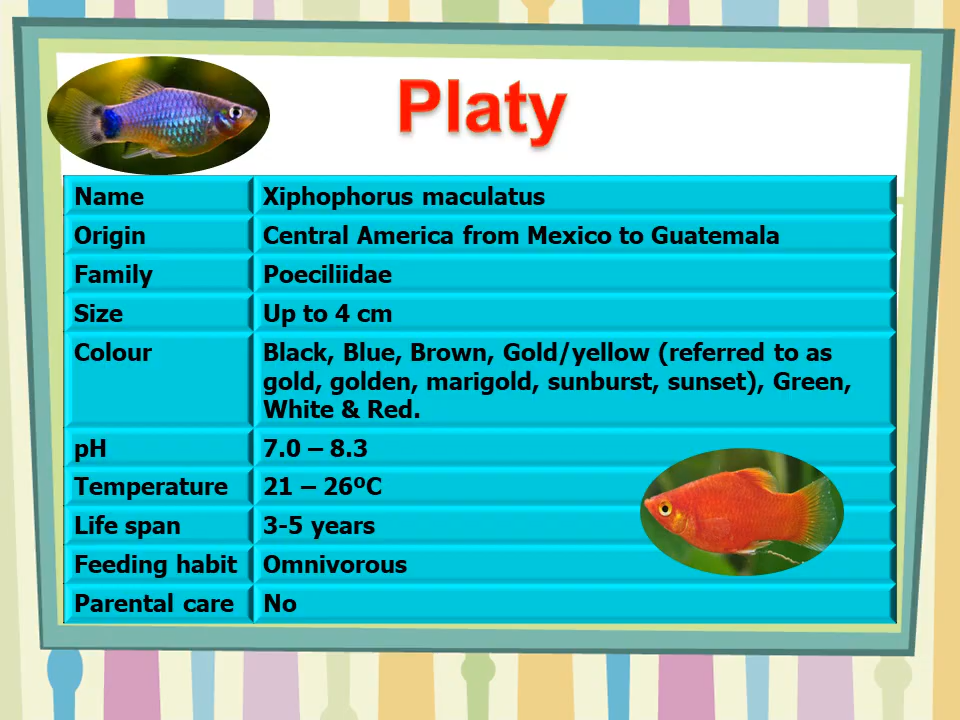 Platy
Name Xiphophorus maculatus
Origin Central America from Mexico to Guatemala
Family Poeciliidae
Size Up to 4 cm
Colour Black, Blue, Brown, Gold/yellow (referred to as
gold, golden, marigold, sunburst, sunset), Green,
White & Red.
pH 7.0 – 8.3
Temperature 21 – 26ºC
Life span 3-5 years
Feeding habit Omnivorous
Parental care No